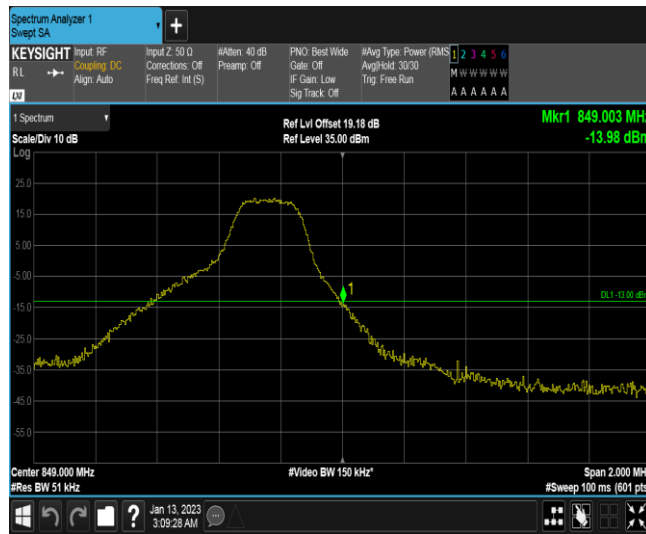 Spectrum Analyzer 1
Swept SA
+
KEYSIGHT
RL
LXI
Input: RF
Coupling: DC
Align: Auto
Input Z: 50 Ω
Corrections: Off
Freq Ref: Int (S)
#Atten: 40 dB
Preamp: Off
PNO: Best Wide
Gate: Off
IF Gain: Low
Sig Track: Off
#Avg Type: Power (RMS
Avg|Hold: 30/30
Trig: Free Run
1 2 3 4 5 6
M W W W W W
A A A A A A
1 Spectrum
Scale/Div 10 dB
Ref Lvl Offset 19.18 dB
Ref Level 35.00 dBm
Mkr1 849.003 MHz
-13.98 dBm
Log
25.0
15.0
5.00
-5.00
-15.0
-25.0
-35.0
-45.0
-55.0
1
DL1 -13.00 dBm
Center 849.000 MHz
#Res BW 51 kHz
#Video BW 150 kHz*
Span 2.000 MHz
#Sweep 100 ms (601 pts)
?
Jan 13, 2023
3:09:28 AM